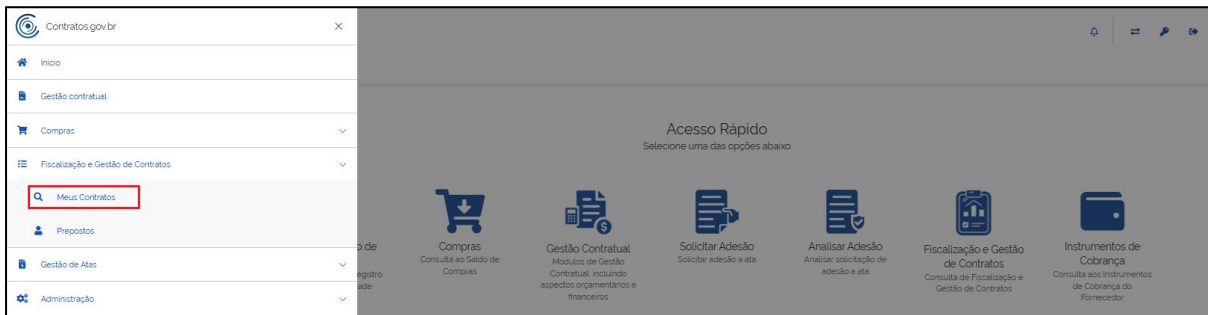 Contratos.gov.br
Início
Gestão contratual
Compras
Fiscalização e Gestão de Contratos
Meus Contratos
Prepostos
Gestão de Atas
Administração
Acesso Rápido
Selecione uma das opções abaixo
o de
egistro
ade
Compras
Consulta ao Saldo de
Compras
Gestão Contratual
Modulos de Gestão
Contratual, incluindo
aspectos orçamentários e
financeiros
Solicitar Adesão
Solicitar adesão a ata
Analisar Adesão
Analisar solicitação de
adesão a ata
Fiscalização e Gestão
de Contratos
Consulta de Fiscalização e
Gestão de Contratos
Instrumentos de
Cobrança
Consulta aos Instrumentos
de Cobrança do
Fornecedor